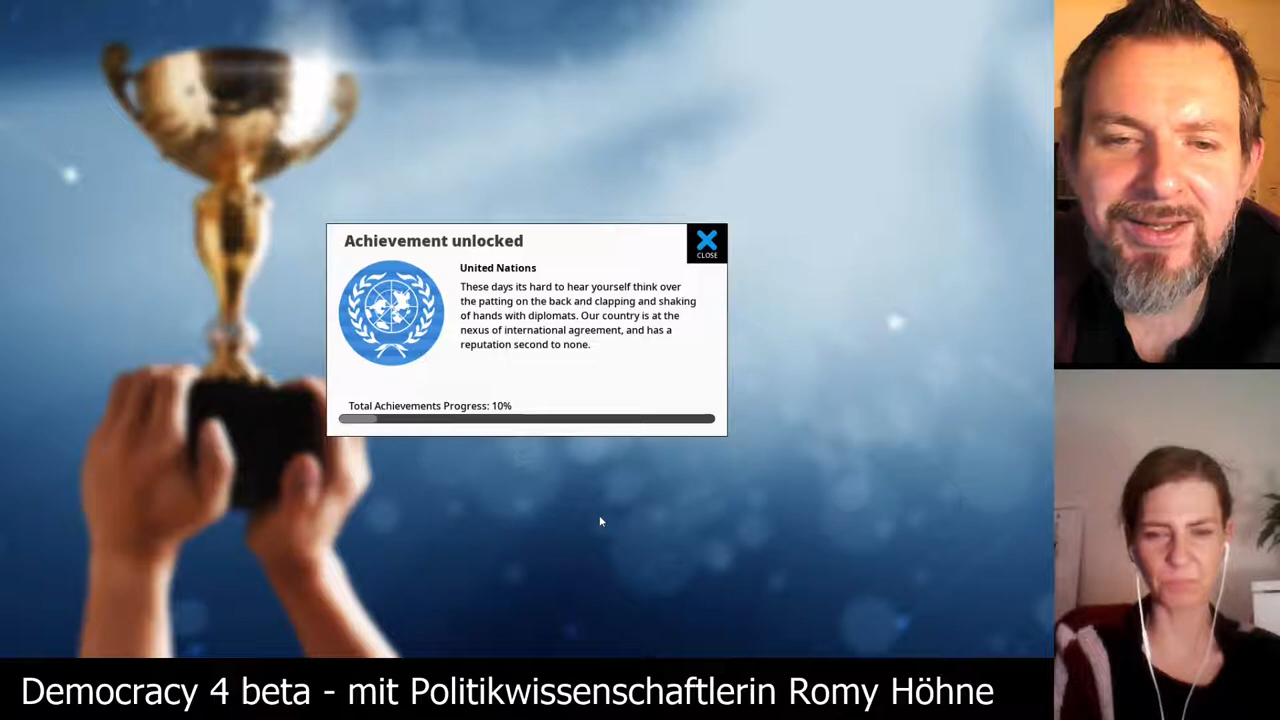 Achievement unlocked
CLOSE
United Nations
These days its hard to hear yourself think over
the patting on the back and clapping and shaking
of hands with diplomats. Our country is at the
nexus of international agreement, and has a
reputation second to none.
Total Achievements Progress: 10%
Democracy 4 beta - mit Politikwissenschaftlerin Romy Höhne